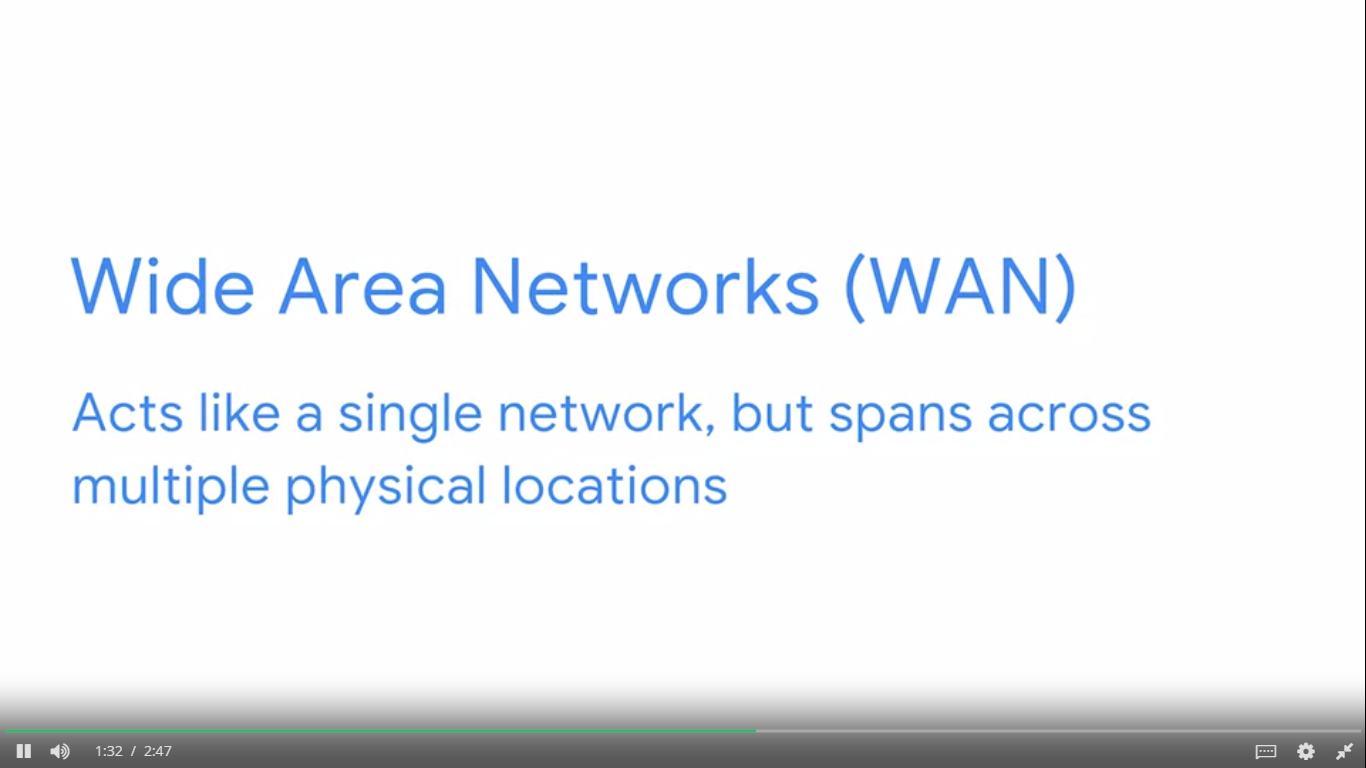 Wide Area Networks (WAN)
Acts like a single network, but spans across
multiple physical locations
1:32 / 2:47